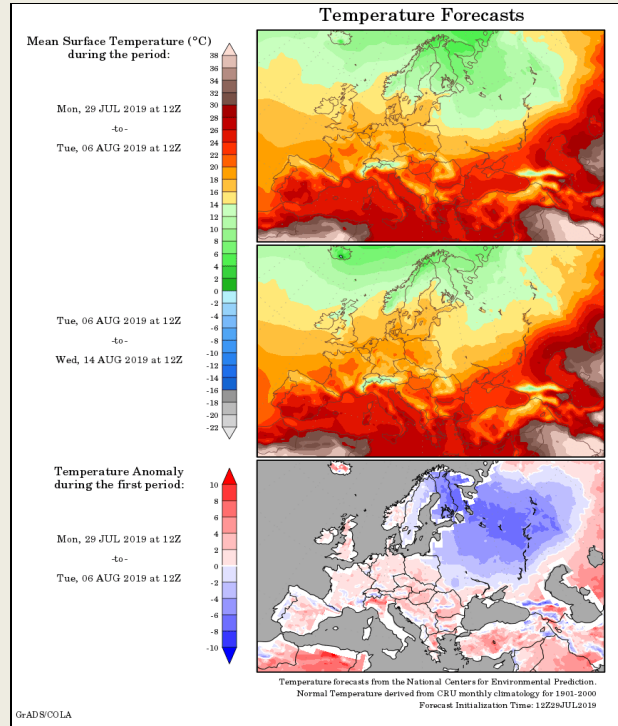 Temperature Forecasts
Mean Surface Temperature (°C)
during the period:
Mon, 29 JUL 2019 at 12Z
-to-
Tue, 06 AUG 2019 at 12Z
38
36
34
32
30
28
26
24
22
20
18
16
14
12
10
8
6
4
2
0
-2
-4
-6
-8
-10
-12
-14
-16
-18
-20
-22
Tue, 06 AUG 2019 at 12Z
-to-
Wed, 14 AUG 2019 at 12Z
Temperature Anomaly
during the first period:
Mon, 29 JUL 2019 at 12Z
-to-
Tue, 06 AUG 2019 at 12Z
10
8
6
4
2
0
-2
-4
-6
-8
-10
Temperature forecasts from the National Centers for Environmental Prediction.
Normal Temperature derived from CRU monthly climatology for 1901-2000
Forecast Initialization Time: 12Z29JUL2019
GrADS/COLA